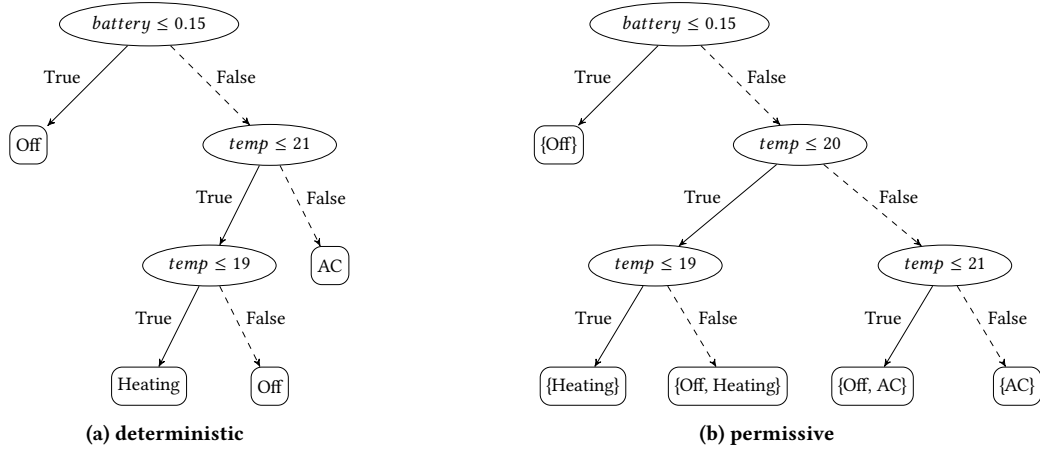 battery ≤ 0.15
True
False
Off
temp ≤ 21
True
False
temp ≤ 19
AC
True
False
Heating
Off
(a) deterministic
battery ≤ 0.15
True
False
{Off}
temp ≤ 20
True
False
temp ≤ 19
temp ≤ 21
True
False
True
False
{Heating}
{Off, Heating}
{Off, AC}
{AC}
(b) permissive